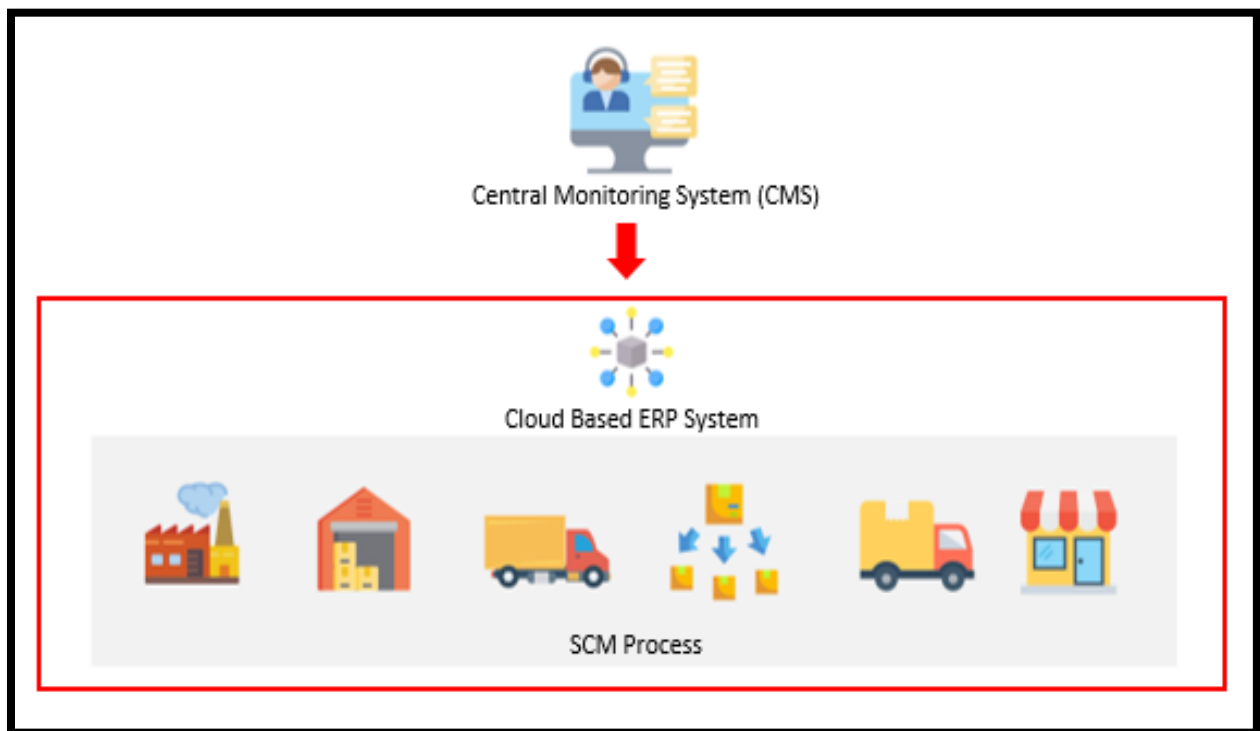 Central Monitoring System (CMS)
Cloud Based ERP System
SCM Process